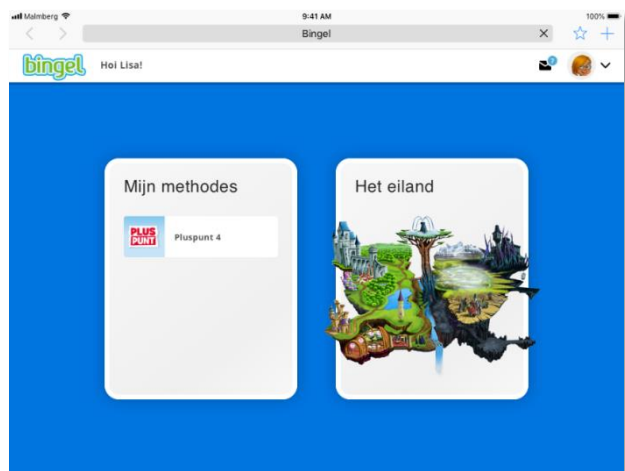 Malmberg 9:41 AM 100%
Bingel
bingel Hoi Lisa!
Mijn methodes
PLUS
PUNT
Pluspunt 4
Het eiland